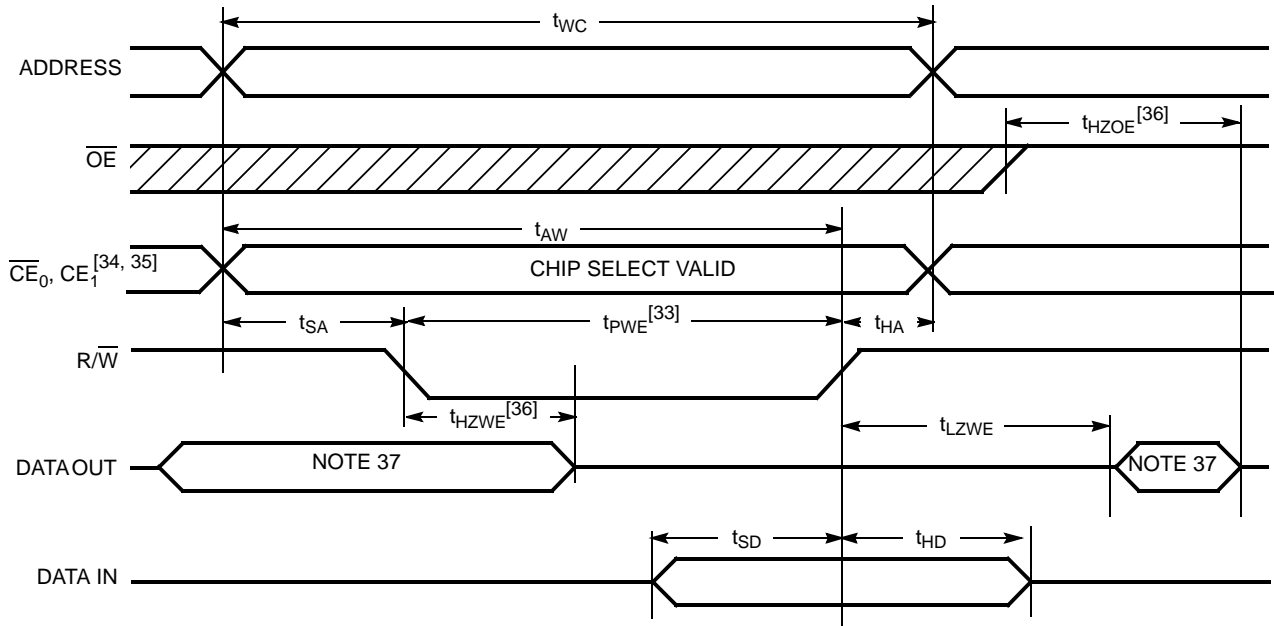 tWC
ADDRESS
tHZOE[36]
OE
tAW
CE0, CE1[34, 35]
CHIP SELECT VALID
tSA
tPWE[33]
tHA
R/W
tHZWE[36]
tLZWE
DATA OUT
NOTE 37
NOTE 37
tSD
tHD
DATA IN